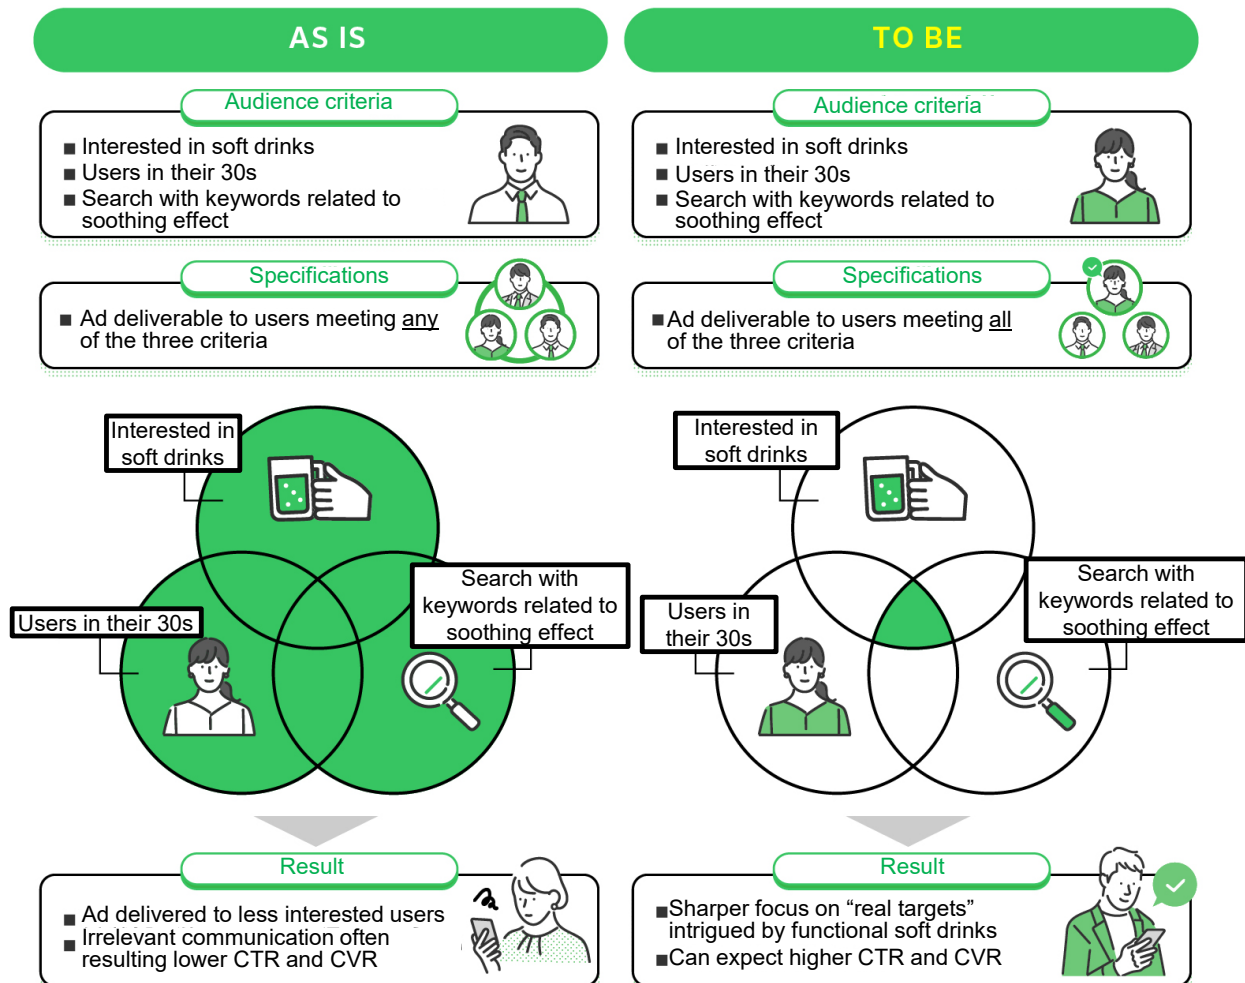 AS IS
Audience criteria
■ Interested in soft drinks
■ Users in their 30s
■ Search with keywords related to
soothing effect
Specifications
■ Ad deliverable to users meeting any
of the three criteria
Interested in
soft drinks
Users in their 30s
Search with
keywords related to
soothing effect
Result
■ Ad delivered to less interested users
■ Irrelevant communication often
resulting lower CTR and CVR
TO BE
Audience criteria
■ Interested in soft drinks
■ Users in their 30s
■ Search with keywords related to
soothing effect
Specifications
■Ad deliverable to users meeting all
of the three criteria
Interested in
soft drinks
Users in
their 30s
Search with
keywords related to
soothing effect
Result
■Sharper focus on “real targets”
intrigued by functional soft drinks
■Can expect higher CTR and CVR